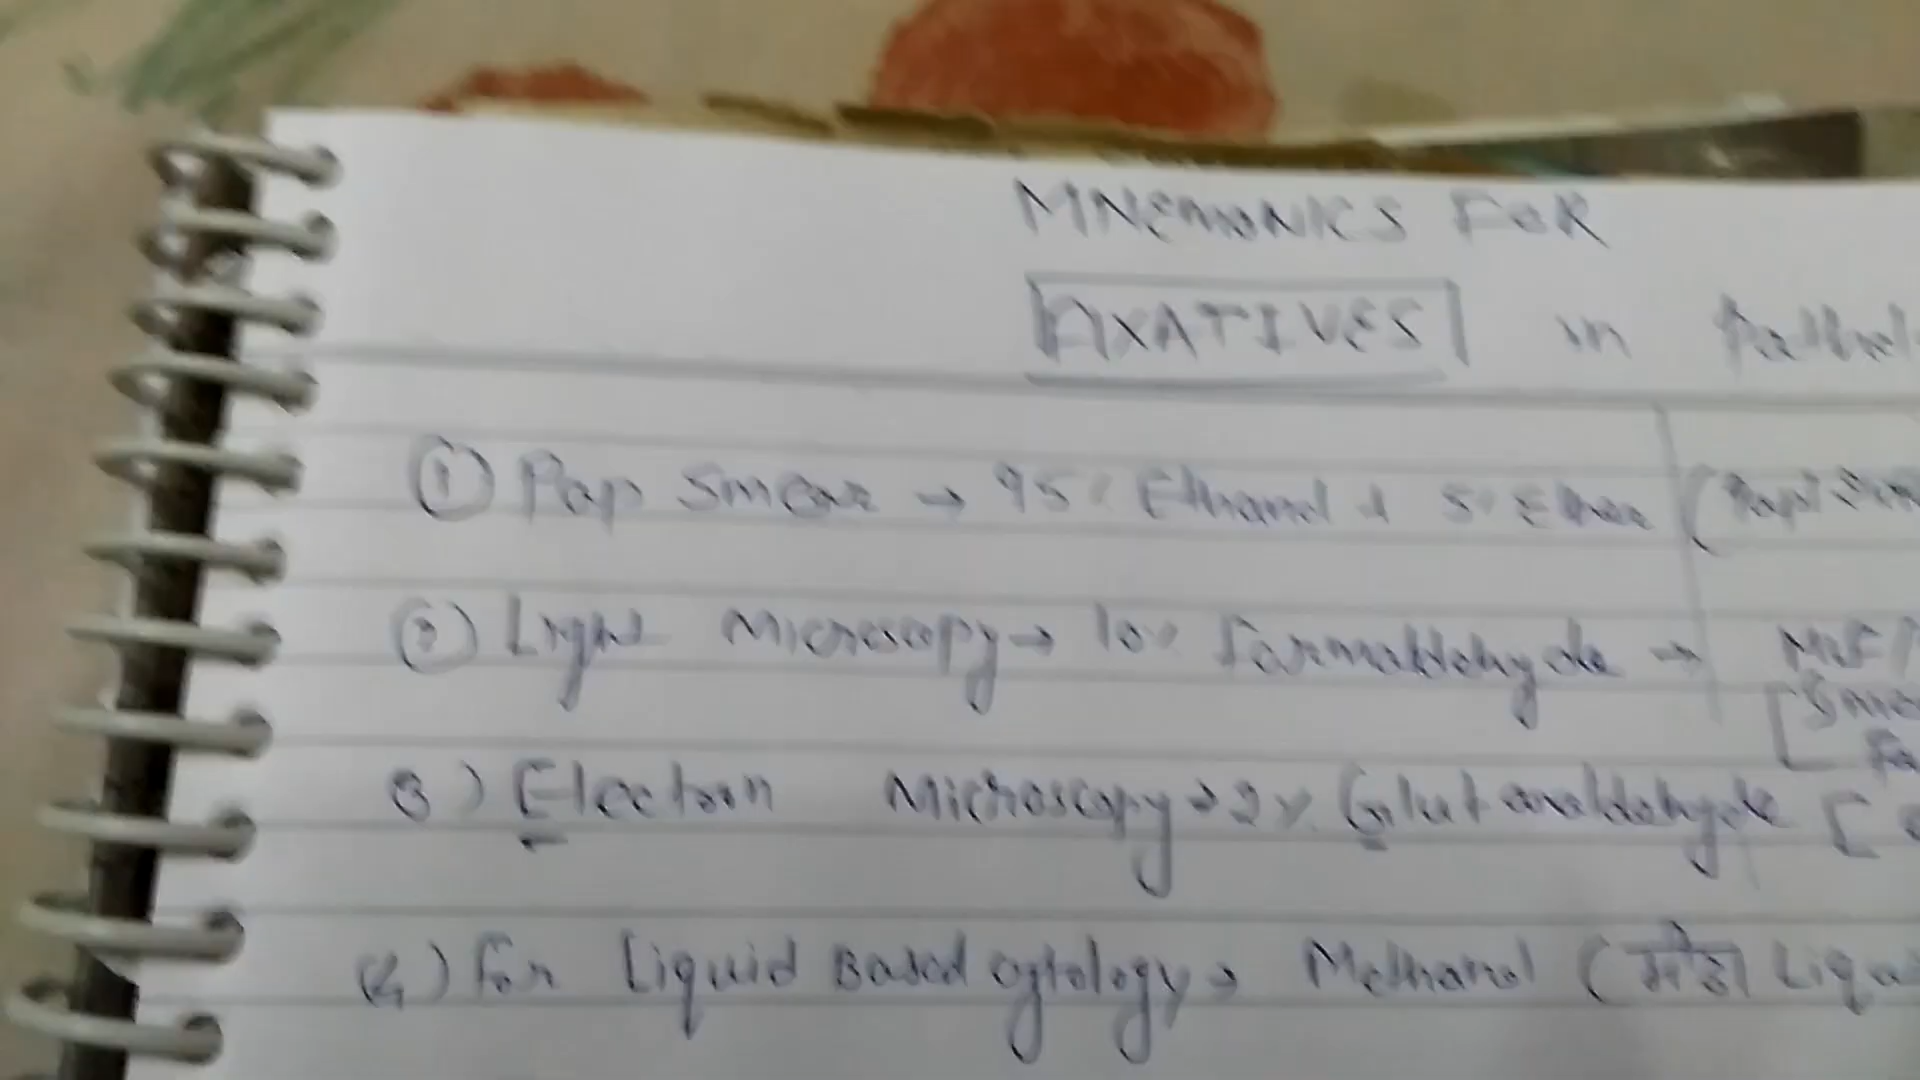 MNEMONICS FOR
FIXATIVES in
① Pap Smear → 95% Ethanol + 5% Ether
② Light Microscopy → 10% Formaldehyde →
3) Electron Microscopy → 2% Glutaraldehyde [
4) For Liquid Based cytology → Methanol (